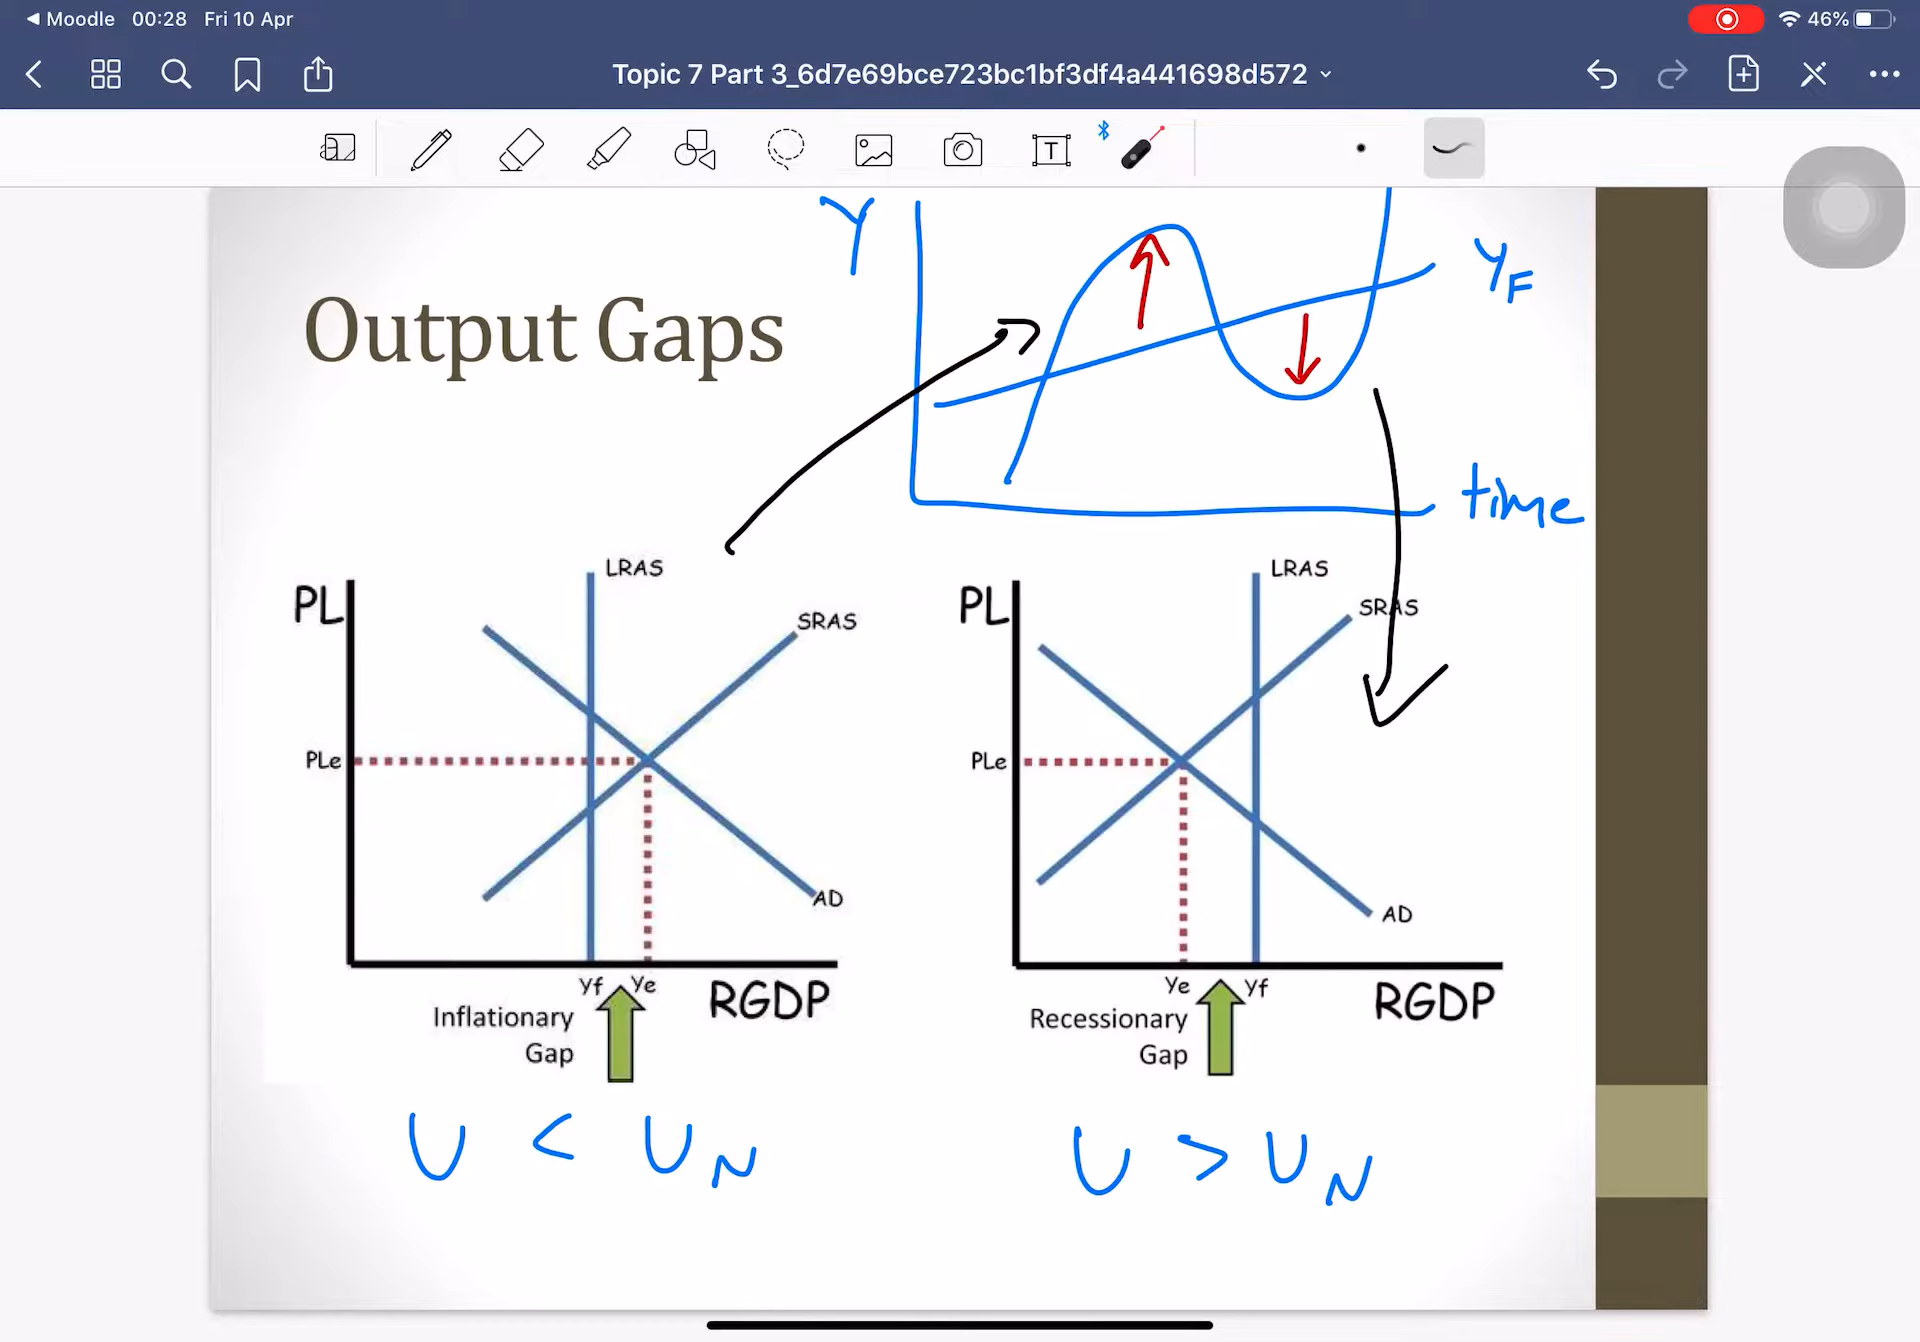 Moodle 00:28 Fri 10 Apr
46%
Topic 7 Part 3_6d7e69bce723bc1bf3df4a441698d572
a
T
Y
YF
Output Gaps
time
LRAS
PL
SRAS
PLe
AD
Yf Ye
RGDP
Inflationary
Gap
LRAS
PL
SRAS
PLe
AD
Ye Yf
RGDP
Recessionary
Gap
U < UN
U > UN